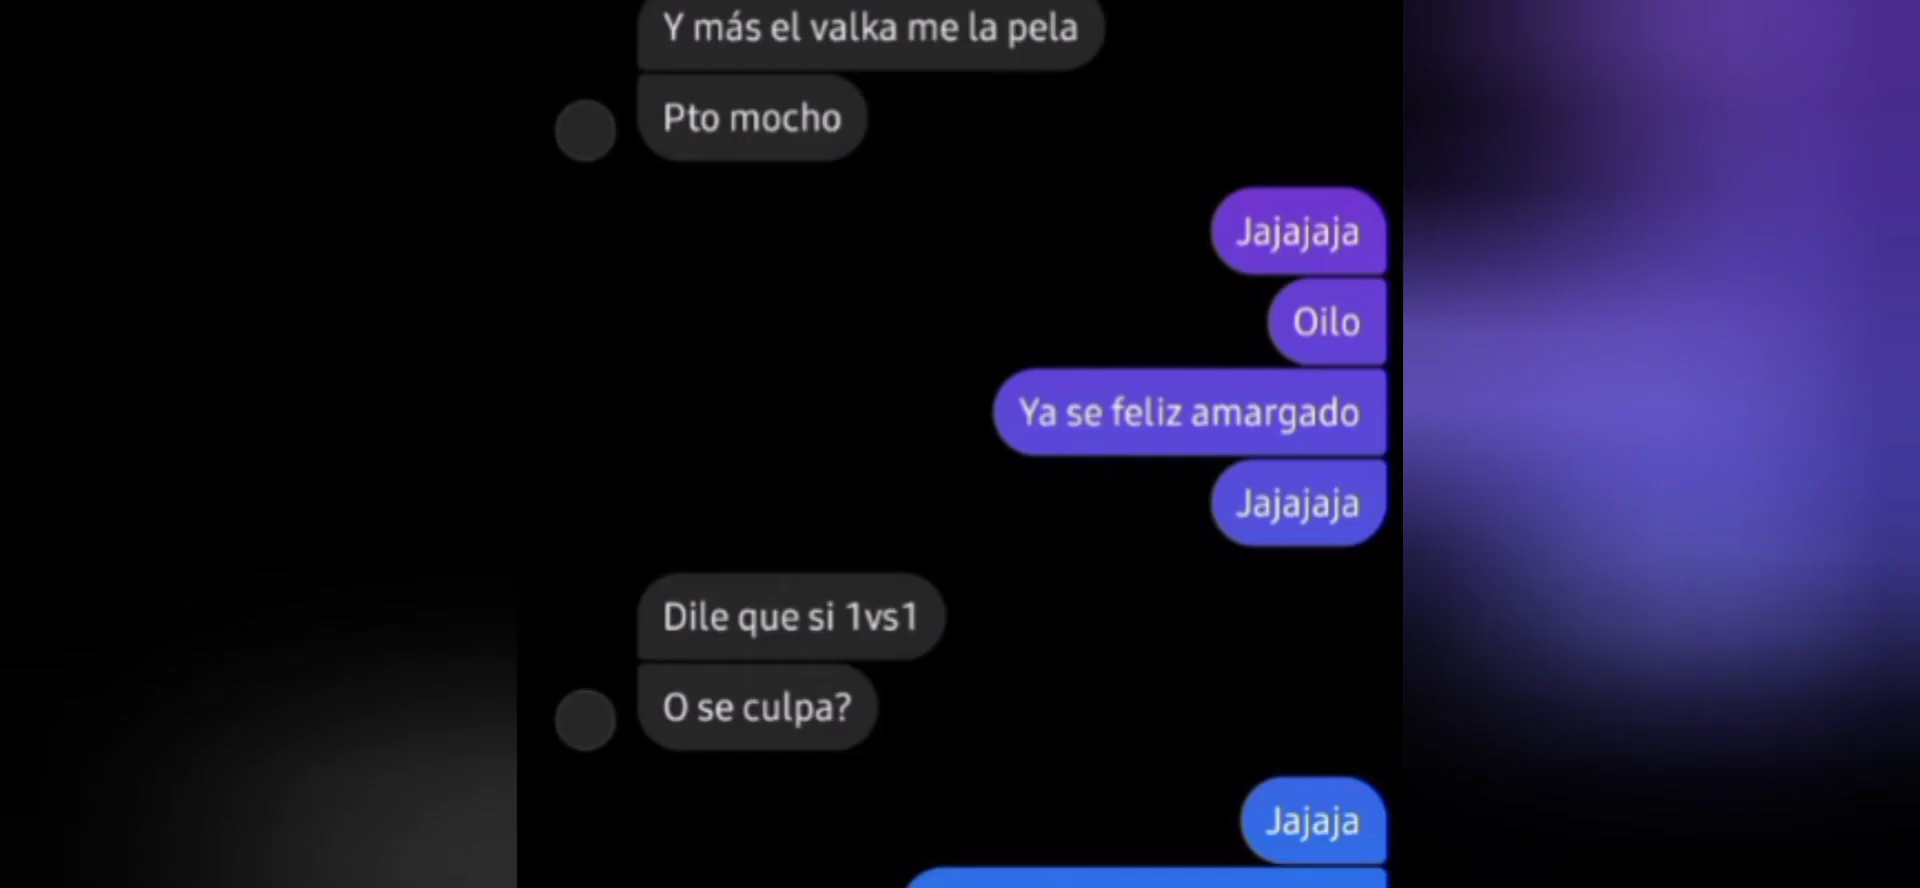 Y más el valka me la pela
Pto mocho
Jajajaja
Oilo
Ya se feliz amargado
Jajajaja
Dile que si 1vs1
O se culpa?
Jajaja